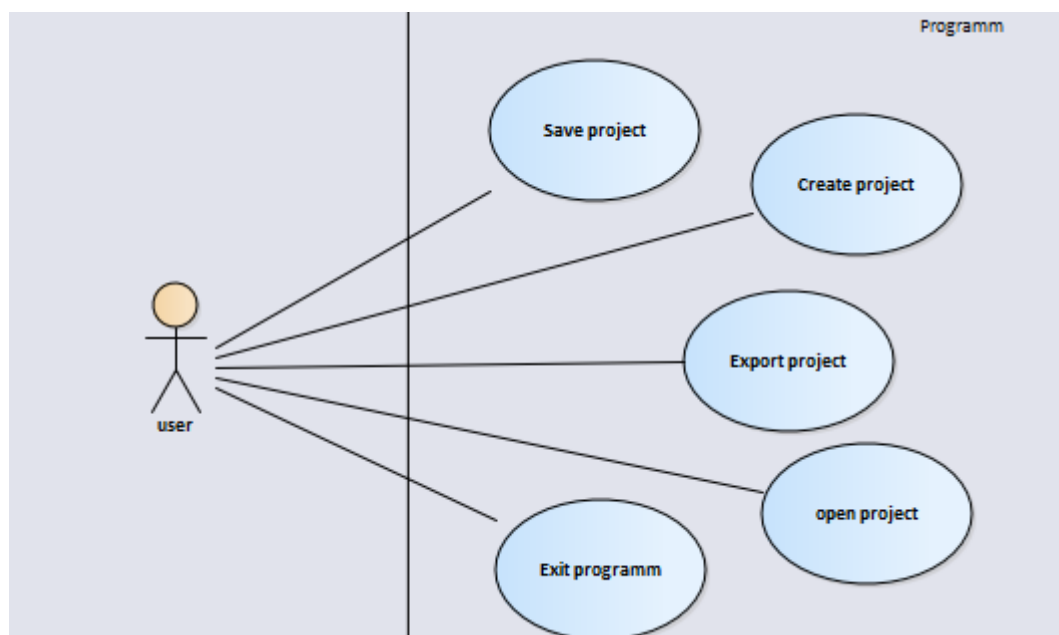 Programm
Save project
Create project
Export project
user
open project
Exit programm